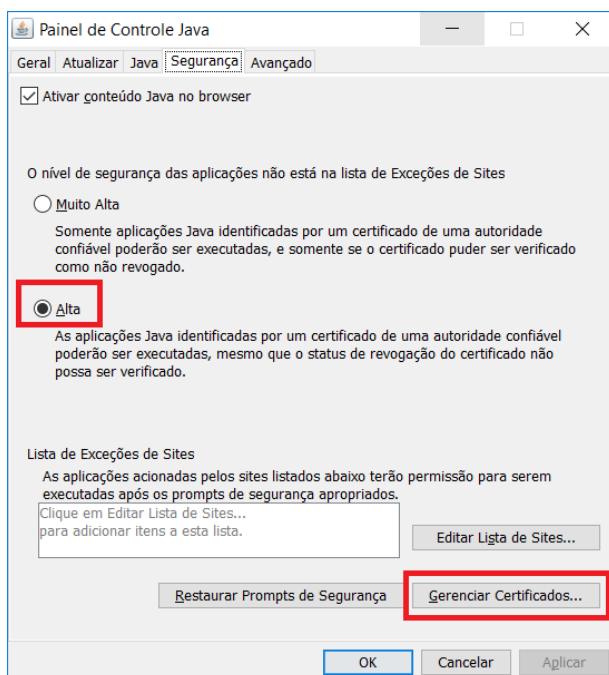 Painel de Controle Java
Geral Atualizar Java Segurança Avançado
Ativar conteúdo Java no browser
O nível de segurança das aplicações não está na lista de Exceções de Sites
Muito Alta
Somente aplicações Java identificadas por um certificado de uma autoridade
confiável poderão ser executadas, e somente se o certificado puder ser verificado
como não revogado.
Alta
As aplicações Java identificadas por um certificado de uma autoridade confiável
poderão ser executadas, mesmo que o status de revogação do certificado não
possa ser verificado.
Lista de Exceções de Sites
As aplicações acionadas pelos sites listados abaixo terão permissão para serem
executadas após os prompts de segurança apropriados.
Clique em Editar Lista de Sites...
para adicionar itens a esta lista.
Editar Lista de Sites...
Restaurar Prompts de Segurança Gerenciar Certificados...
OK Cancelar Aplicar